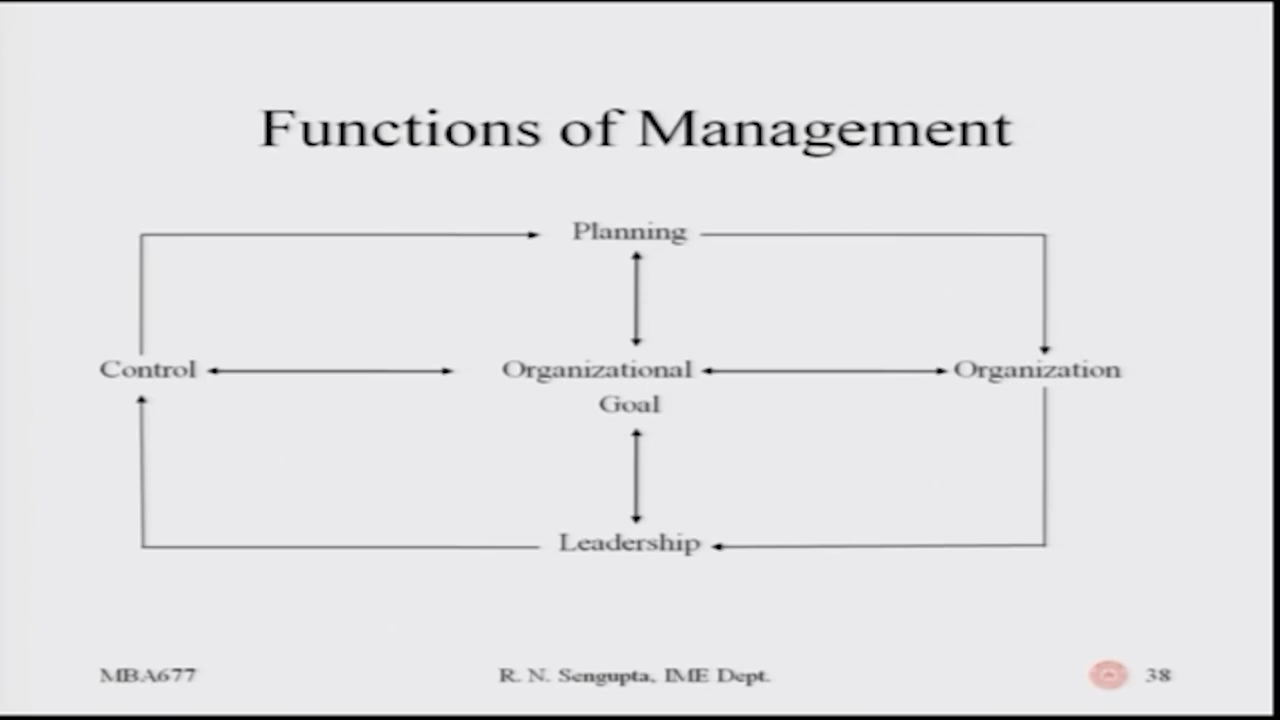 Functions of Management
Planning
Control
Organizational
Goal
Organization
Leadership
MBA677
R. N. Sengupta, IME Dept.
38